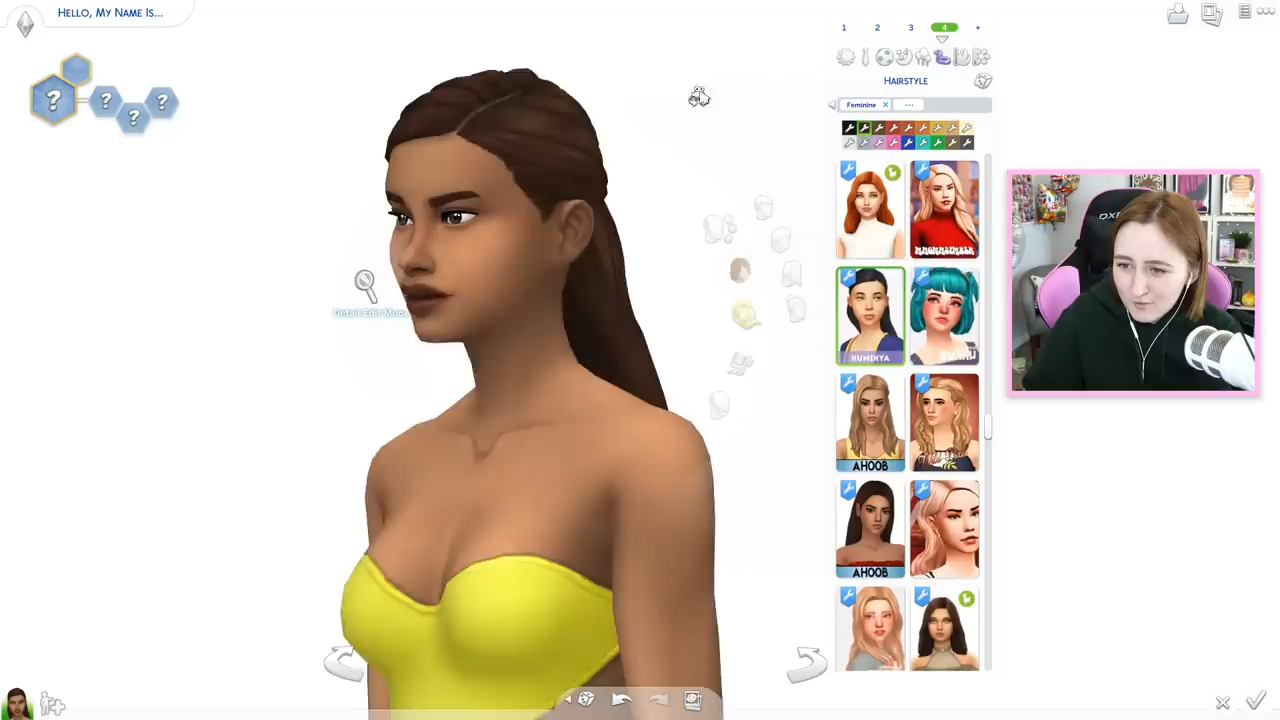 Hello, My Name Is...
1 2 3 4 +
Hairstyle
Feminine X ...
?
? ? ?
Detail Edit Mode
KUMIKYA
AHOOB
AHOOB